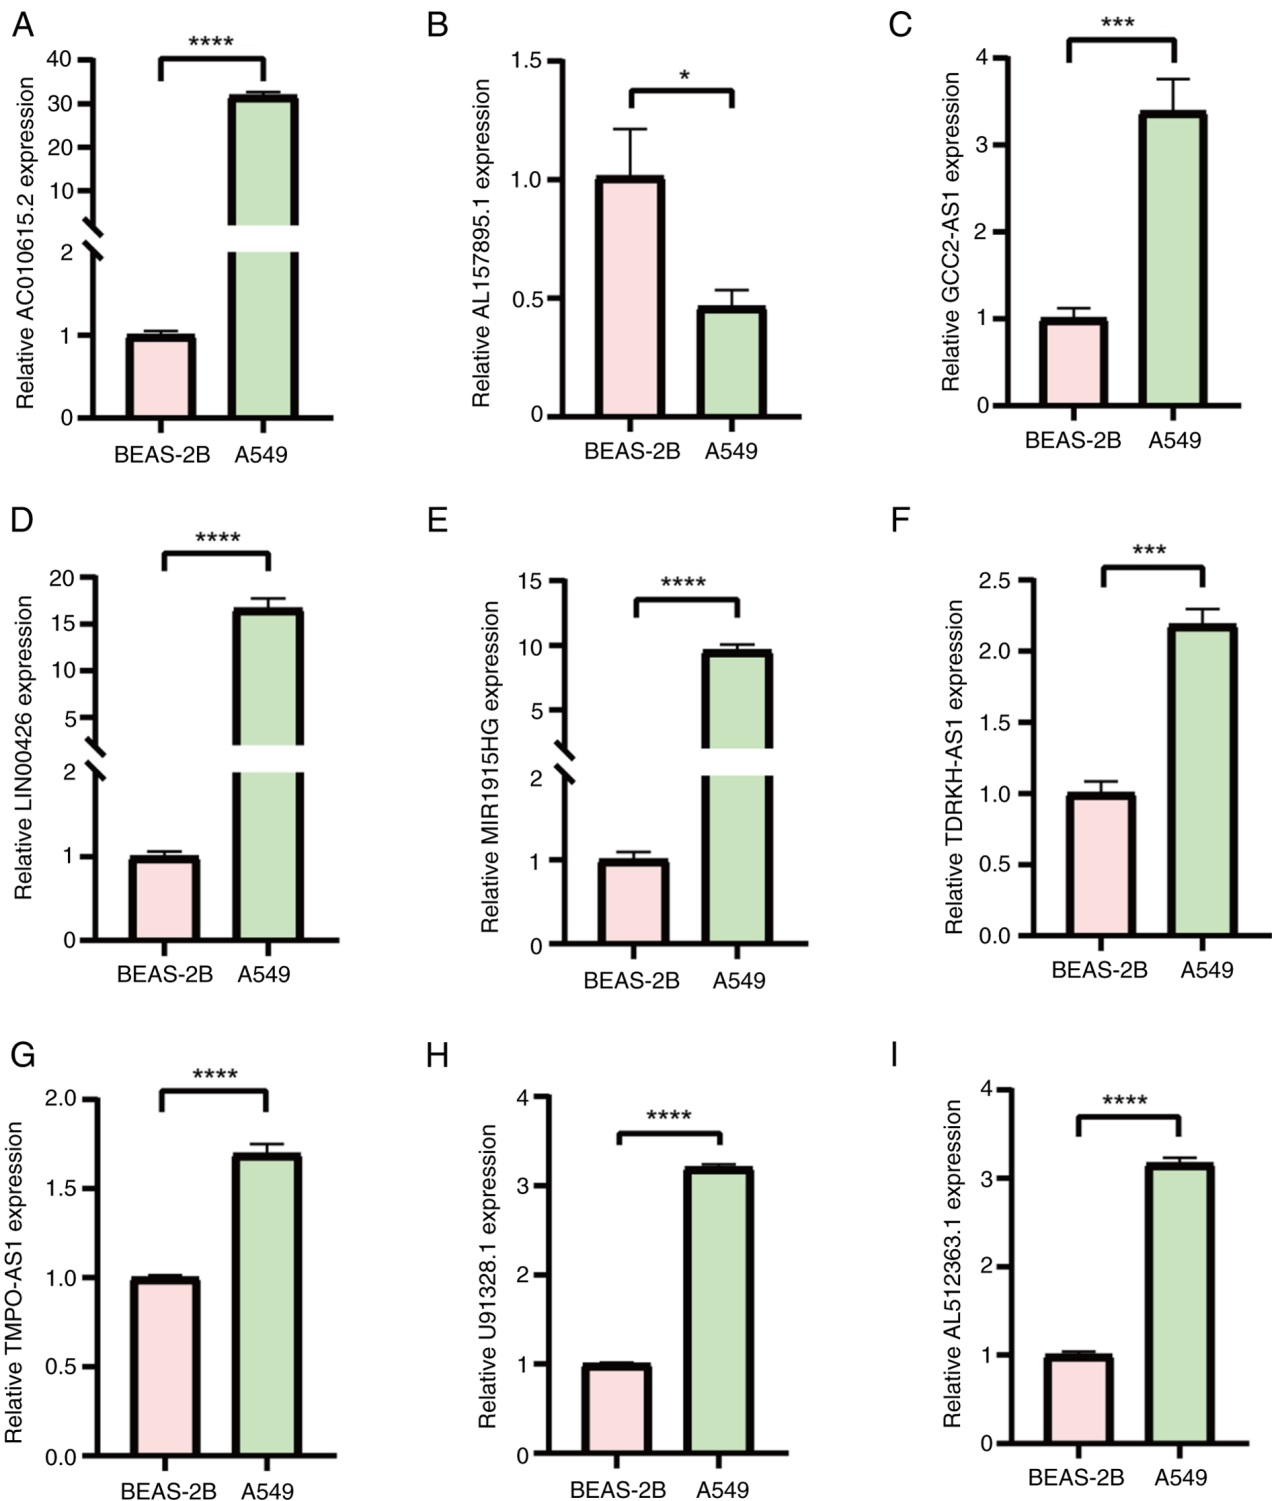 A
Relative AC010615.2 expression
****
40
30
20
10
2
1
0
BEAS-2B A549
B
Relative AL157895.1 expression
*
1.5
1.0
0.5
0
BEAS-2B A549
C
Relative GCC2-AS1 expression
***
4
3
2
1
0
BEAS-2B A549
D
Relative LIN00426 expression
****
20
15
10
5
2
1
0
BEAS-2B A549
E
Relative MIR1915HG expression
****
15
10
5
2
1
0
BEAS-2B A549
F
Relative TDRKH-AS1 expression
***
2.5
2.0
1.5
1.0
0.5
0.0
BEAS-2B A549
G
Relative TMPO-AS1 expression
****
2.0
1.5
1.0
0.5
0.0
BEAS-2B A549
H
Relative U91328.1 expression
****
4
3
2
1
0
BEAS-2B A549
I
Relative AL512363.1 expression
****
4
3
2
1
0
BEAS-2B A549